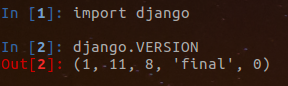 In [1]: import django
In [2]: django.VERSION
Out[2]: (1, 11, 8, 'final', 0)